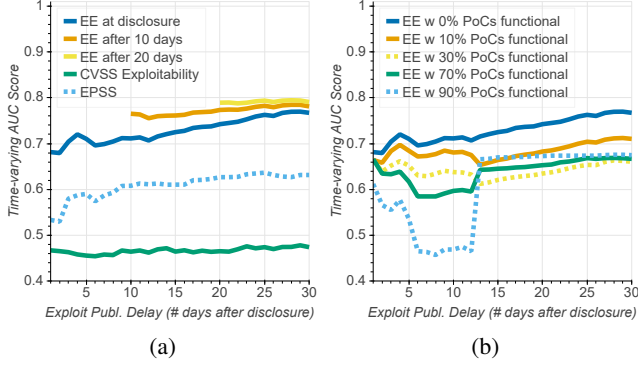 Time-varying AUC Score
1
0.9
0.8
0.7
0.6
0.5
0.4
EE at disclosure
EE after 10 days
EE after 20 days
CVSS Exploitability
EPSS
5 10 15 20 25 30
Exploit Publ. Delay (# days after disclosure)
(a)
Time-varying AUC Score
1
0.9
0.8
0.7
0.6
0.5
0.4
EE w 0% PoCs functional
EE w 10% PoCs functional
EE w 30% PoCs functional
EE w 70% PoCs functional
EE w 90% PoCs functional
5 10 15 20 25 30
Exploit Publ. Delay (# days after disclosure)
(b)